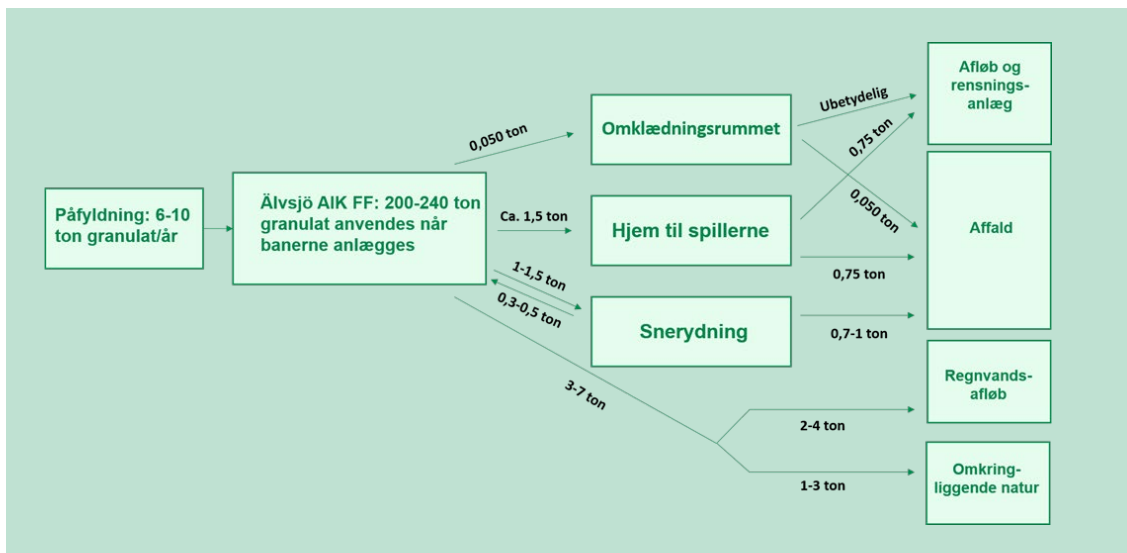 Påfyldning: 6-10
ton granulat/år
Älvsjö AIK FF: 200-240 ton
granulat anvendes når
banerne anlægges
0,050 ton
Ca. 1,5 ton
1-1,5 ton
0,3-0,5 ton
3-7 ton
Omklædningsrummet
Hjem til spillerne
Snerydning
Ubetydelig
0,75 ton
0,050 ton
0,75 ton
0,7-1 ton
2-4 ton
1-3 ton
Afløb og
rensnings-
anlæg
Affald
Regnvands-
afløb
Omkring-
liggende natur